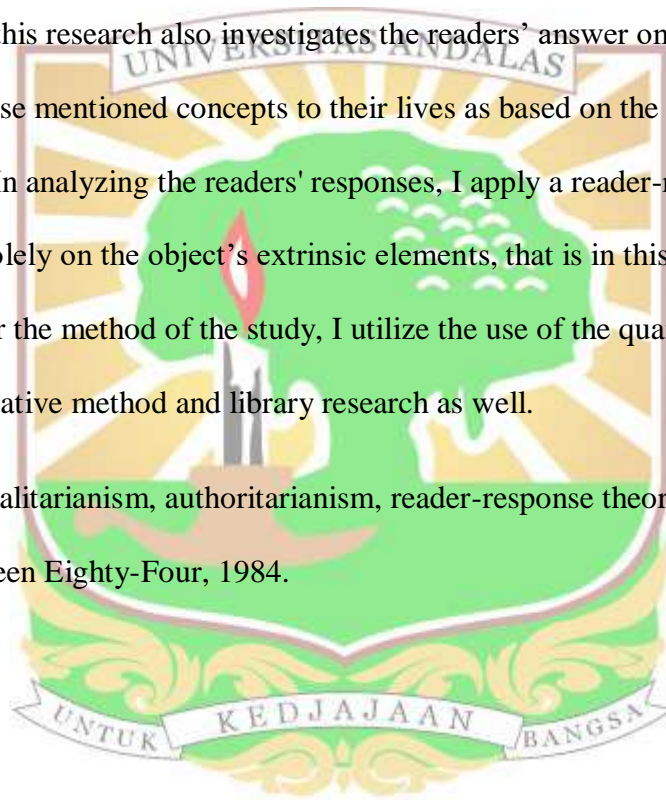 this research also investigates the readers' answer on
UNIVERSITAS ANDALAS
se mentioned concepts to their lives as based on the
In analyzing the readers' responses, I apply a reader-
olely on the object's extrinsic elements, that is in this
r the method of the study, I utilize the use of the qua
ative method and library research as well.
alitarianism, authoritarianism, reader-response theor
een Eighty-Four, 1984.
UNTUK KEDJAJAAN BANGSA